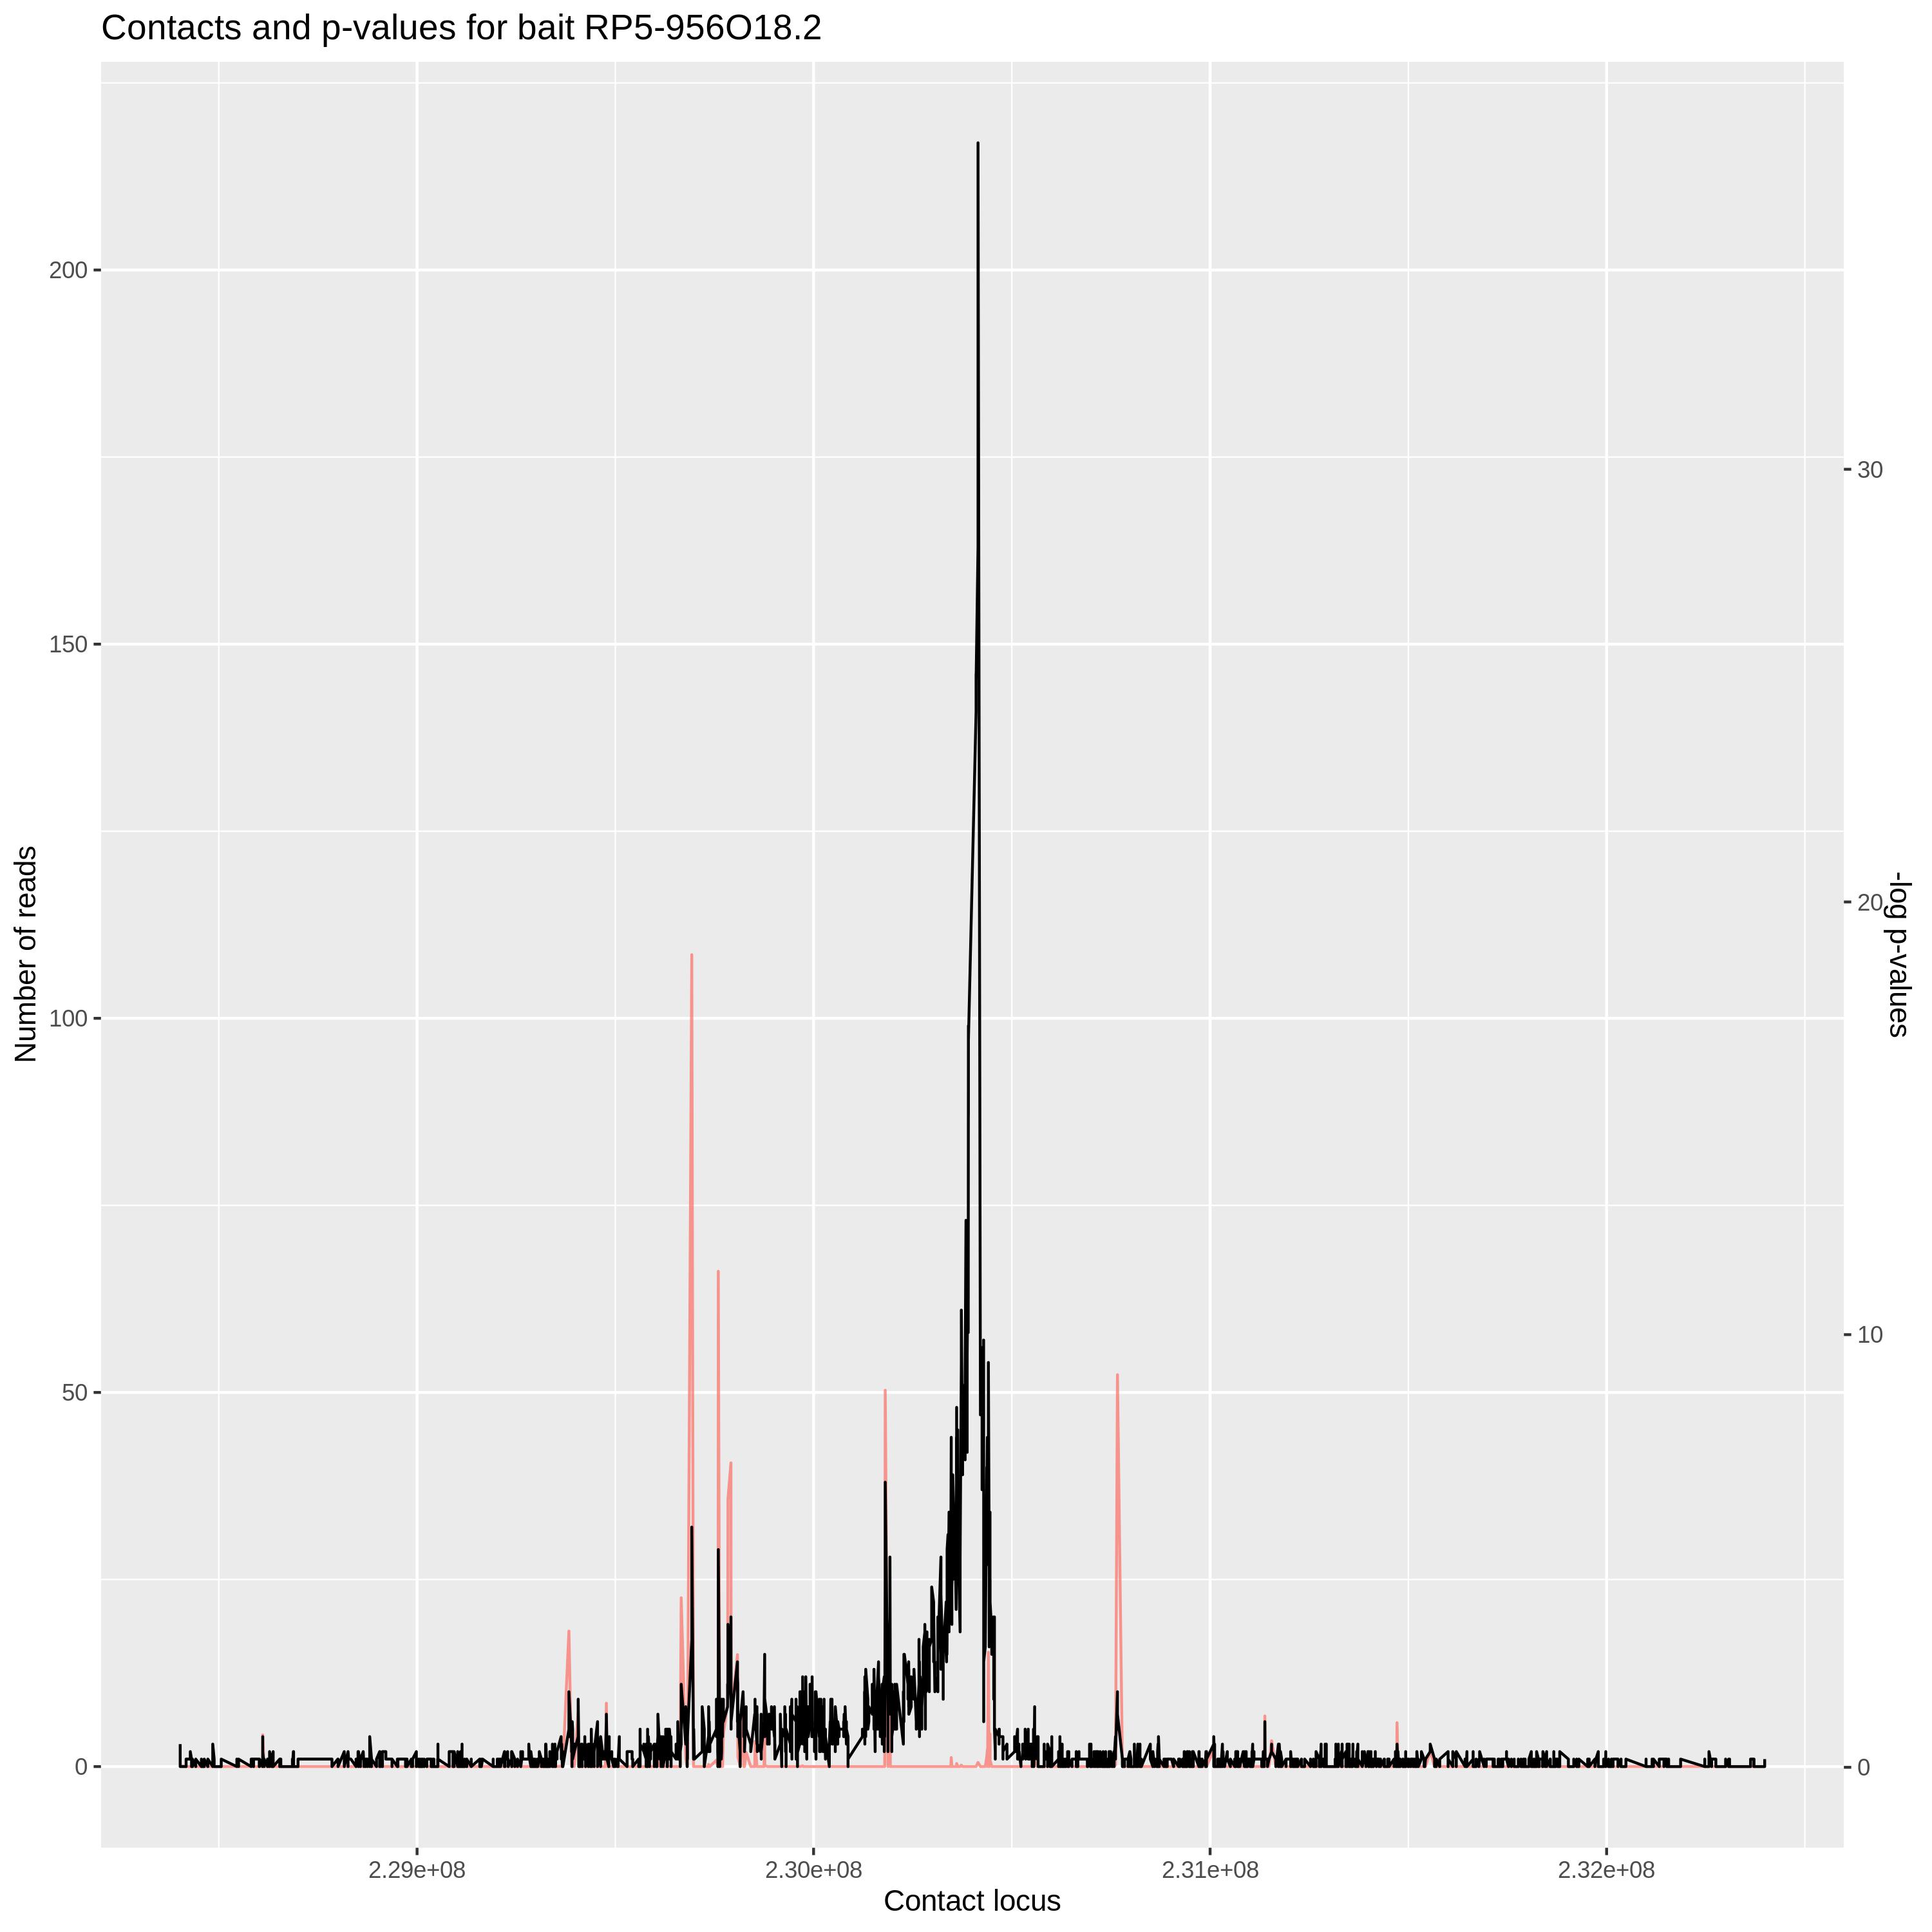 Contacts and p-values for bait RP5-956O18.2
200
150
100
50
0
Number of reads
30
20
10
0
-log p-values
2.29e+08
2.30e+08
2.31e+08
2.32e+08
Contact locus